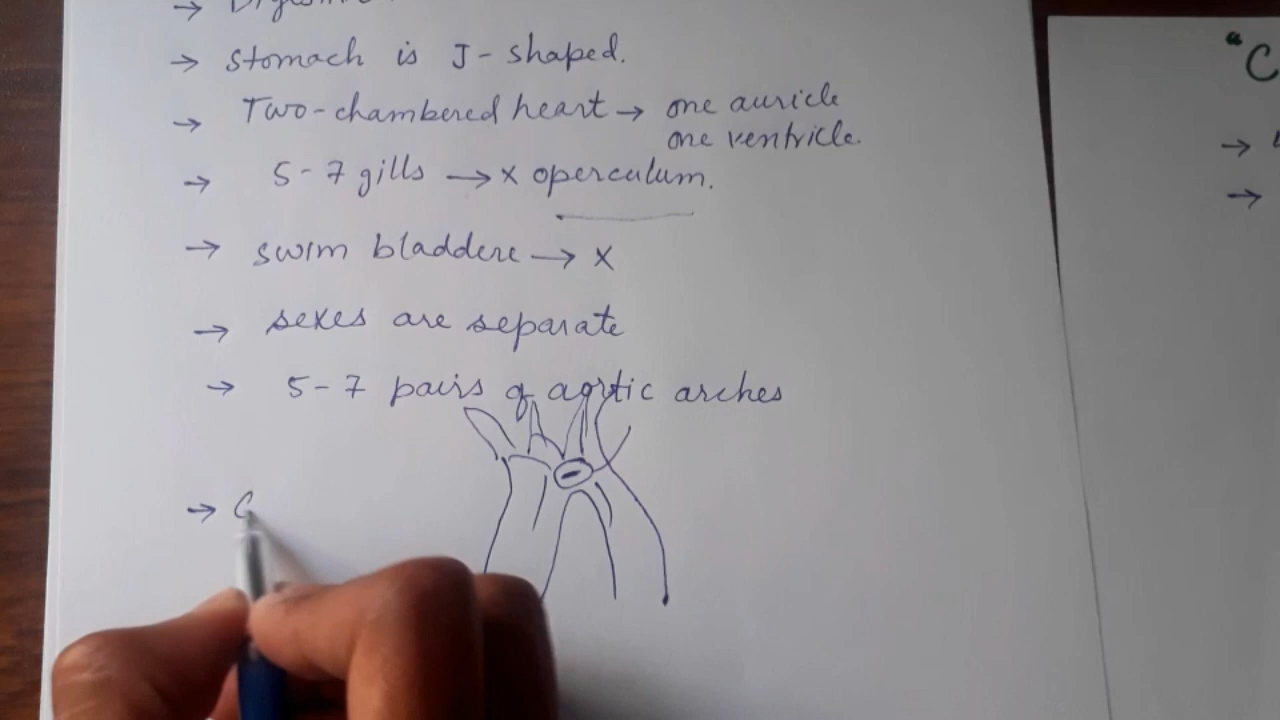 → Stomach is J-shaped.
→ Two-chambered heart → one auricle
one ventricle.
→ 5-7 gills → x operculum.
→ swim bladdere → x
→ sexes are separate
→ 5-7 pairs of aortic arches
→ C
"C
→
→